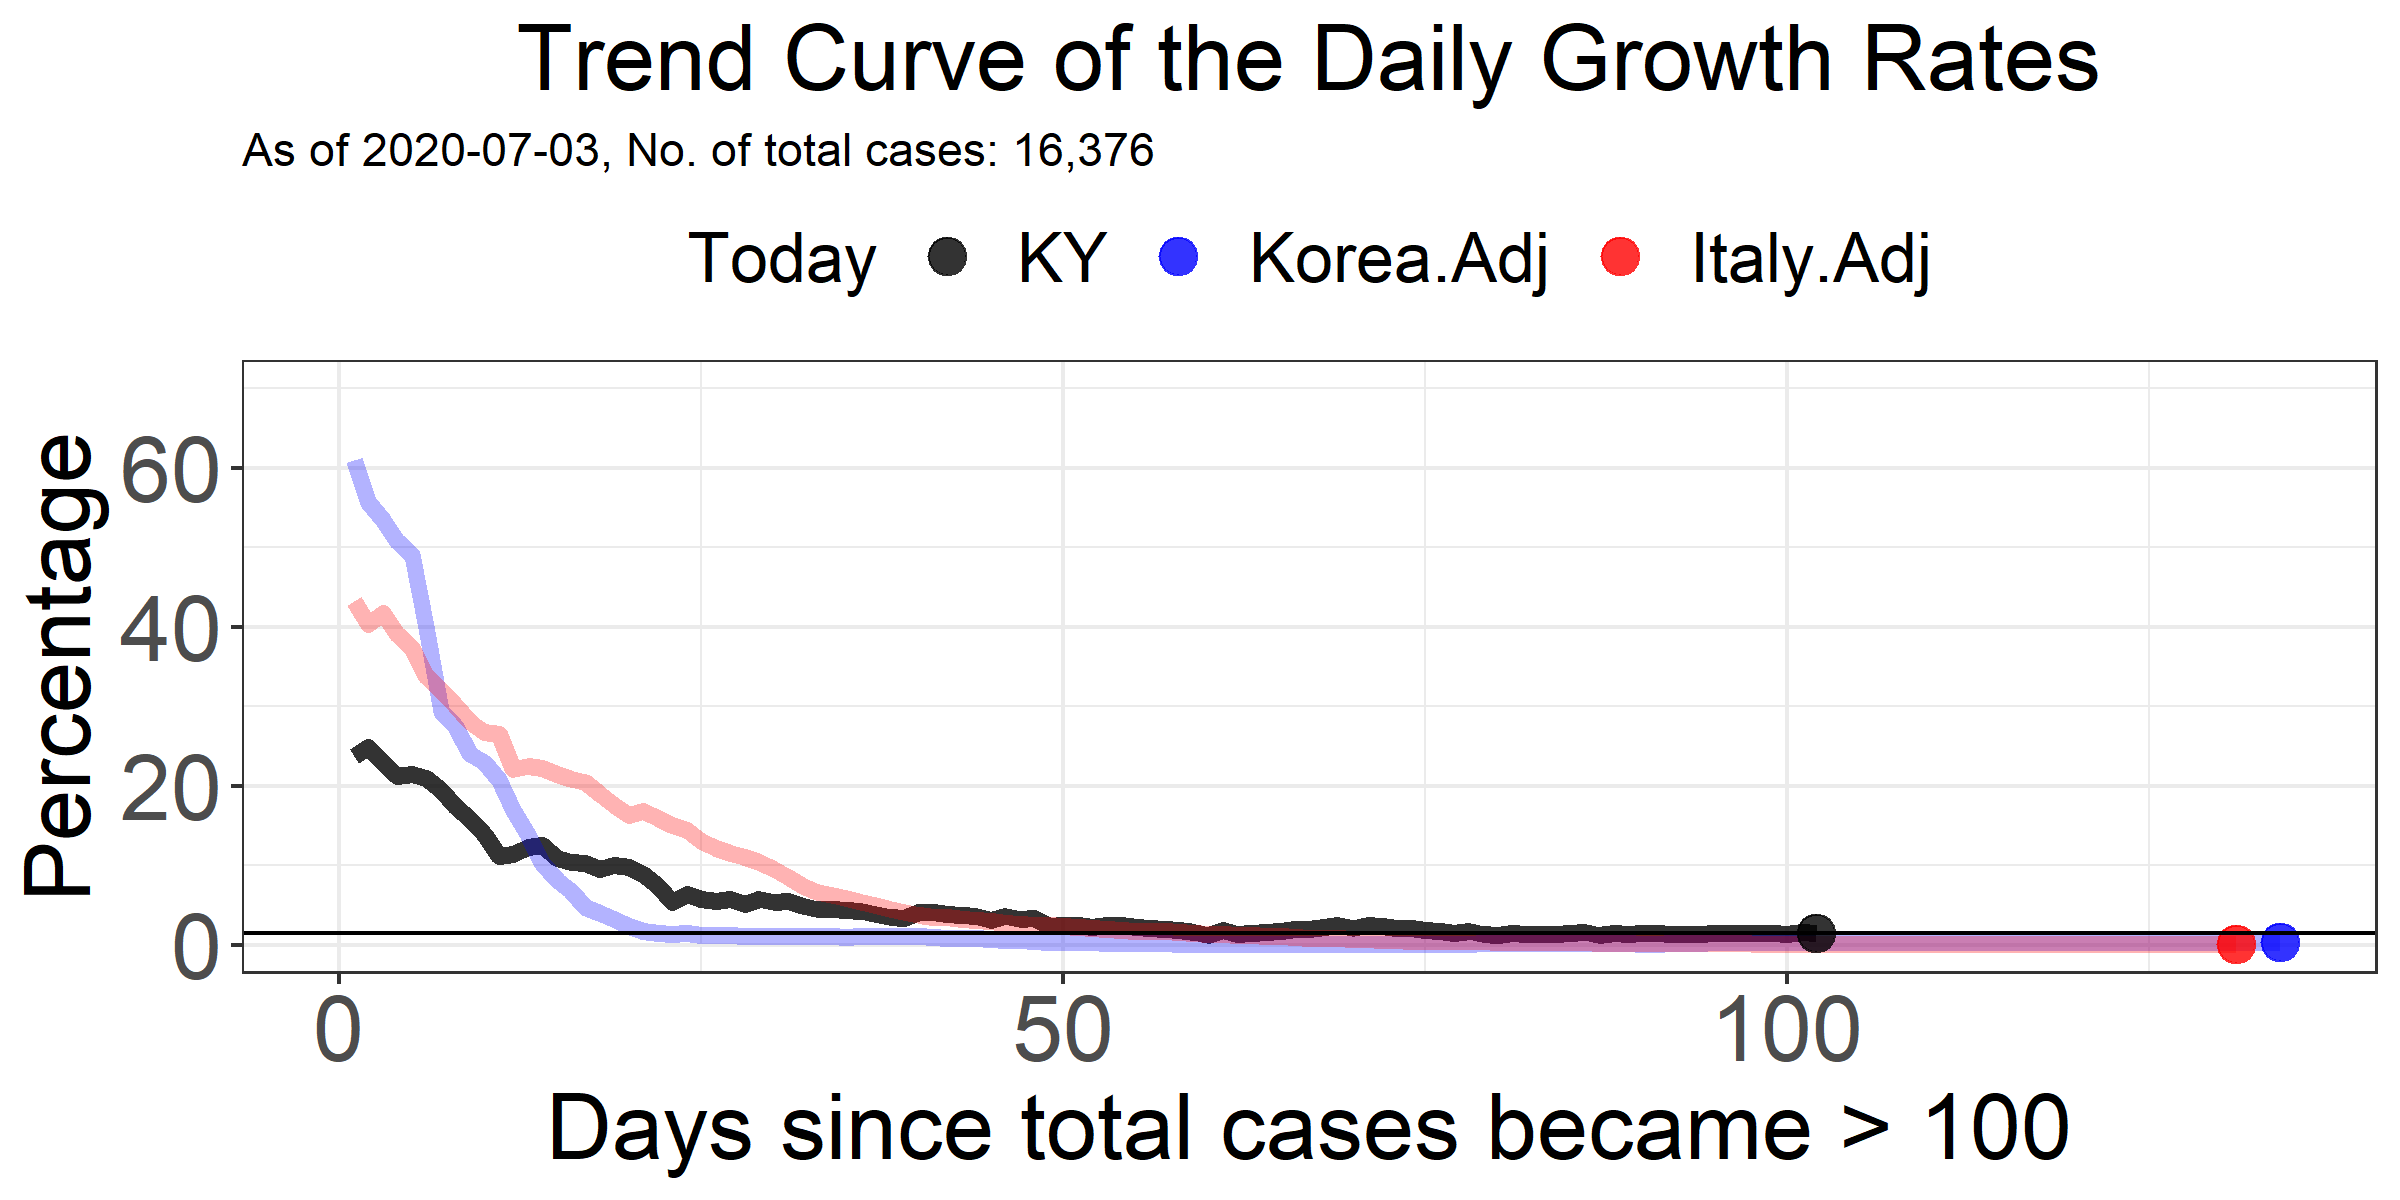 Trend Curve of the Daily Growth Rates
As of 2020-07-03, No. of total cases: 16,376
Today KY Korea.Adj Italy.Adj
Percentage
60
40
20
0
0 50 100
Days since total cases became > 100